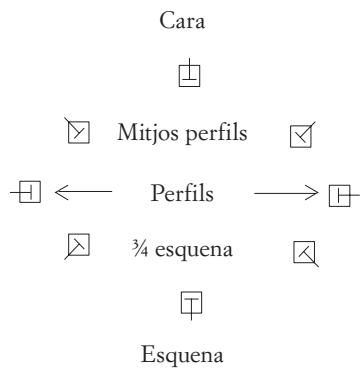 Cara
Mitjos perfils
Perfils
¾ esquena
Esquena